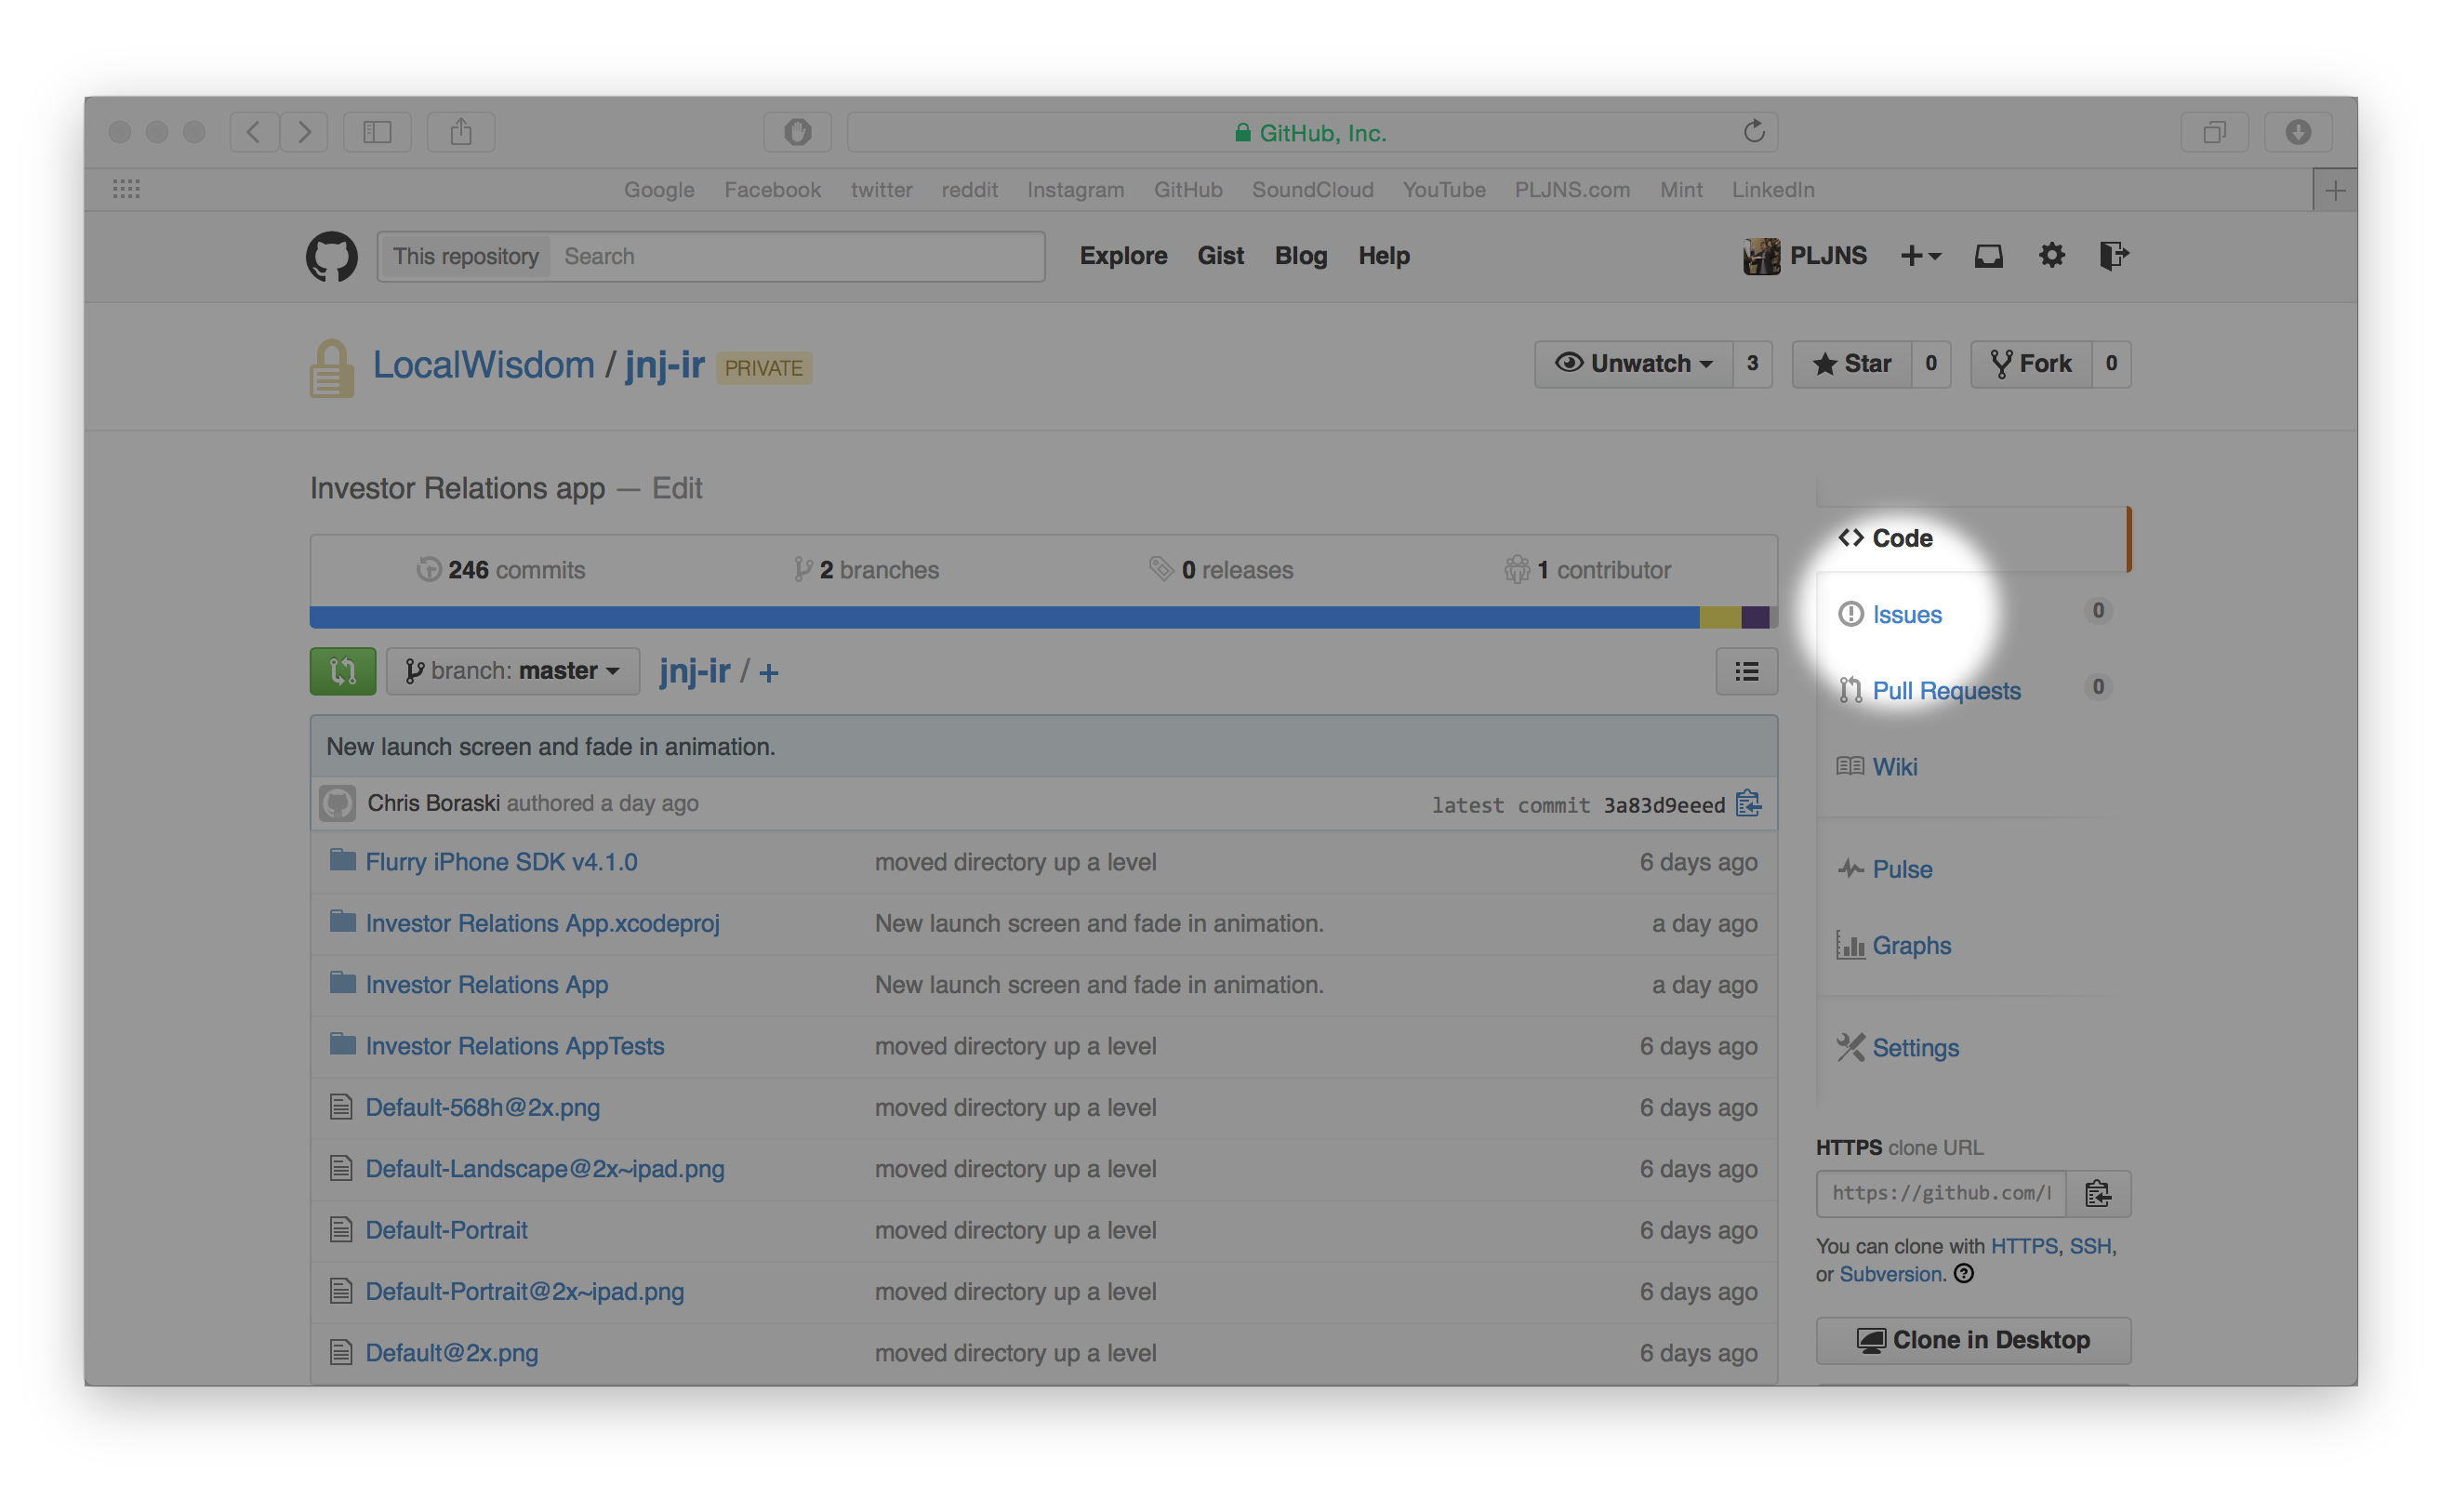 GitHub, Inc.
Google Facebook twitter reddit Instagram GitHub SoundCloud YouTube PLJNS.com Mint LinkedIn
This repository Search Explore Gist Blog Help PLJNS
LocalWisdom / jnj-ir PRIVATE Unwatch 3 Star 0 Fork 0
Investor Relations app — Edit
Code
246 commits 2 branches 0 releases 1 contributor
Issues 0
branch: master jnj-ir / +
Pull Requests 0
New launch screen and fade in animation.
Wiki
Chris Boraski authored a day ago latest commit 3a83d9eeed
Flurry iPhone SDK v4.1.0 moved directory up a level 6 days ago
Pulse
Investor Relations App.xcodeproj New launch screen and fade in animation. a day ago
Graphs
Investor Relations App New launch screen and fade in animation. a day ago
Investor Relations AppTests moved directory up a level 6 days ago
Settings
Default-568h@2x.png moved directory up a level 6 days ago
HTTPS clone URL
Default-Landscape@2x~ipad.png moved directory up a level 6 days ago
https://github.com/
Default-Portrait moved directory up a level 6 days ago
You can clone with HTTPS, SSH,
or Subversion.
Default-Portrait@2x~ipad.png moved directory up a level 6 days ago
Clone in Desktop
Default@2x.png moved directory up a level 6 days ago